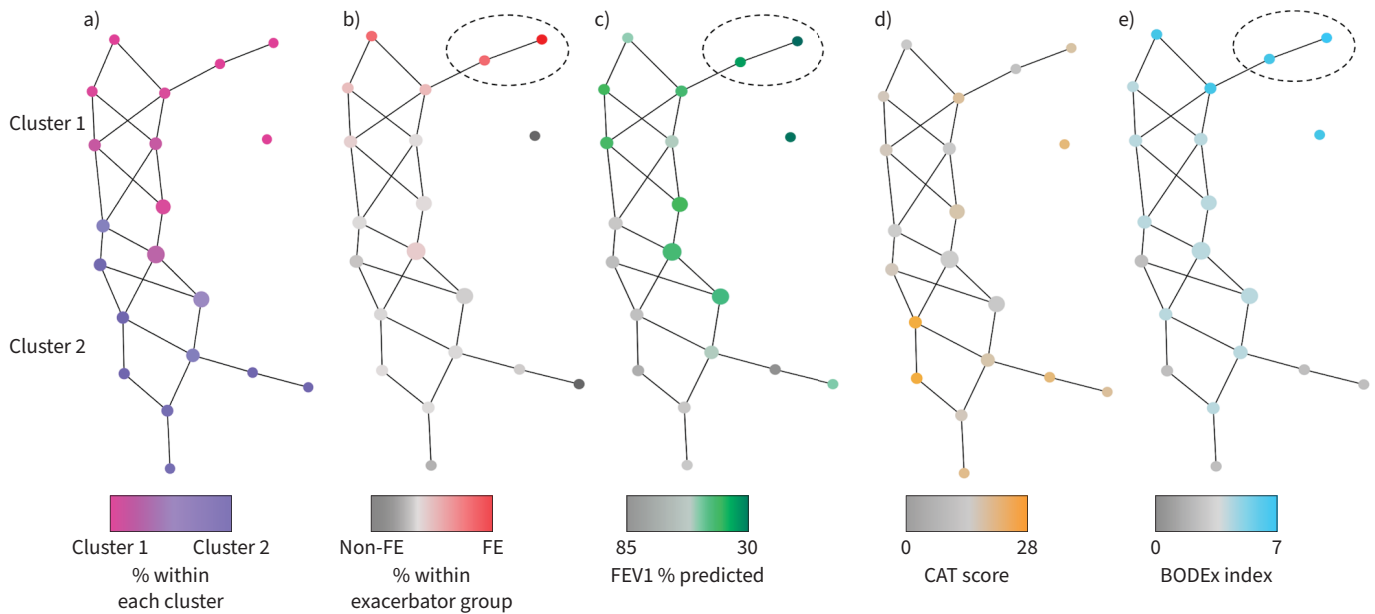 a)
b)
c)
d)
e)
Cluster 1
Cluster 2
Cluster 1 Cluster 2
% within
each cluster
Non-FE FE
% within
exacerbator group
85 30
FEV1 % predicted
0 28
CAT score
0 7
BODEx index